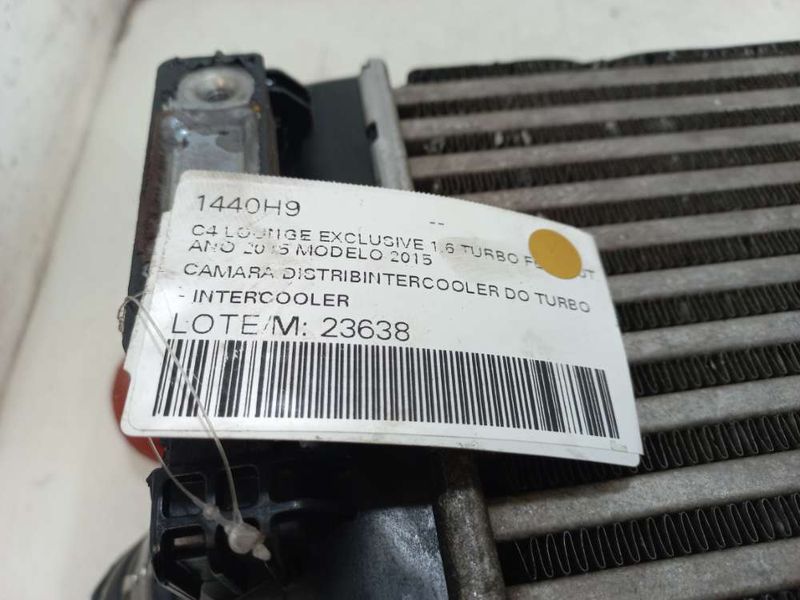 1440H9
--
C4 LOUNGE EXCLUSIVE 1.6 TURBO
ANO 2015 MODELO 2015
CAMARA DISTRIBINTERCOOLER DO TURBO
- INTERCOOLER
LOTE/M: 23638